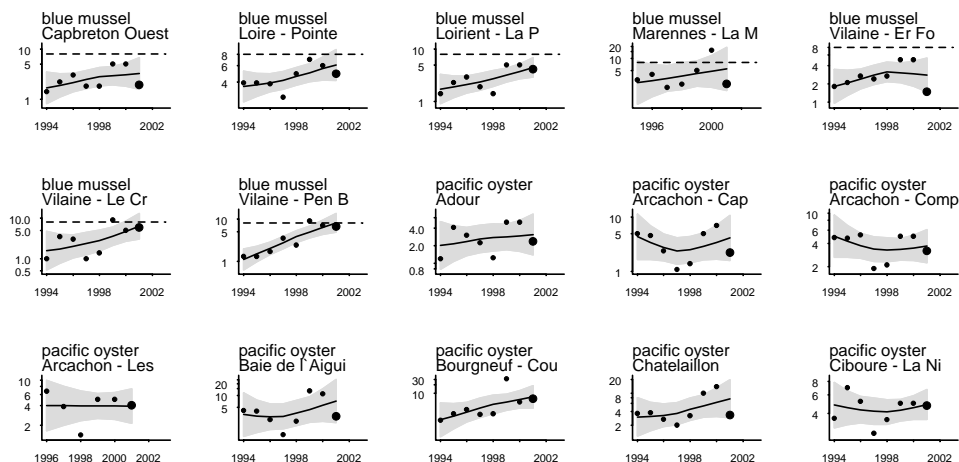 blue mussel
Capbreton Ouest
10
5
1
1994 1998 2002
blue mussel
Loire - Pointe
8
6
4
1994 1998 2002
blue mussel
Loirient - La P
10
5
1
1994 1998 2002
blue mussel
Marennes - La M
20
10
5
1996 2000
blue mussel
Vilaine - Er Fo
8
4
2
1
1994 1998 2002
blue mussel
Vilaine - Le Cr
10.0
5.0
1.0
0.5
1994 1998 2002
blue mussel
Vilaine - Pen B
10
5
1
1994 1998 2002
pacific oyster
Adour
4.0
2.0
0.8
1994 1998 2002
pacific oyster
Arcachon - Cap
10
5
1
1994 1998 2002
pacific oyster
Arcachon - Comp
10
6
4
2
1994 1998 2002
pacific oyster
Arcachon - Les
10
6
4
2
1996 1998 2000 2002
pacific oyster
Baie de l`Aigui
20
10
5
1994 1998 2002
pacific oyster
Bourgneuf - Cou
30
10
1994 1998 2002
pacific oyster
Chatelaillon
20
8
4
2
1
1994 1998 2002
pacific oyster
Ciboure - La Ni
8
6
4
1994 1998 2002